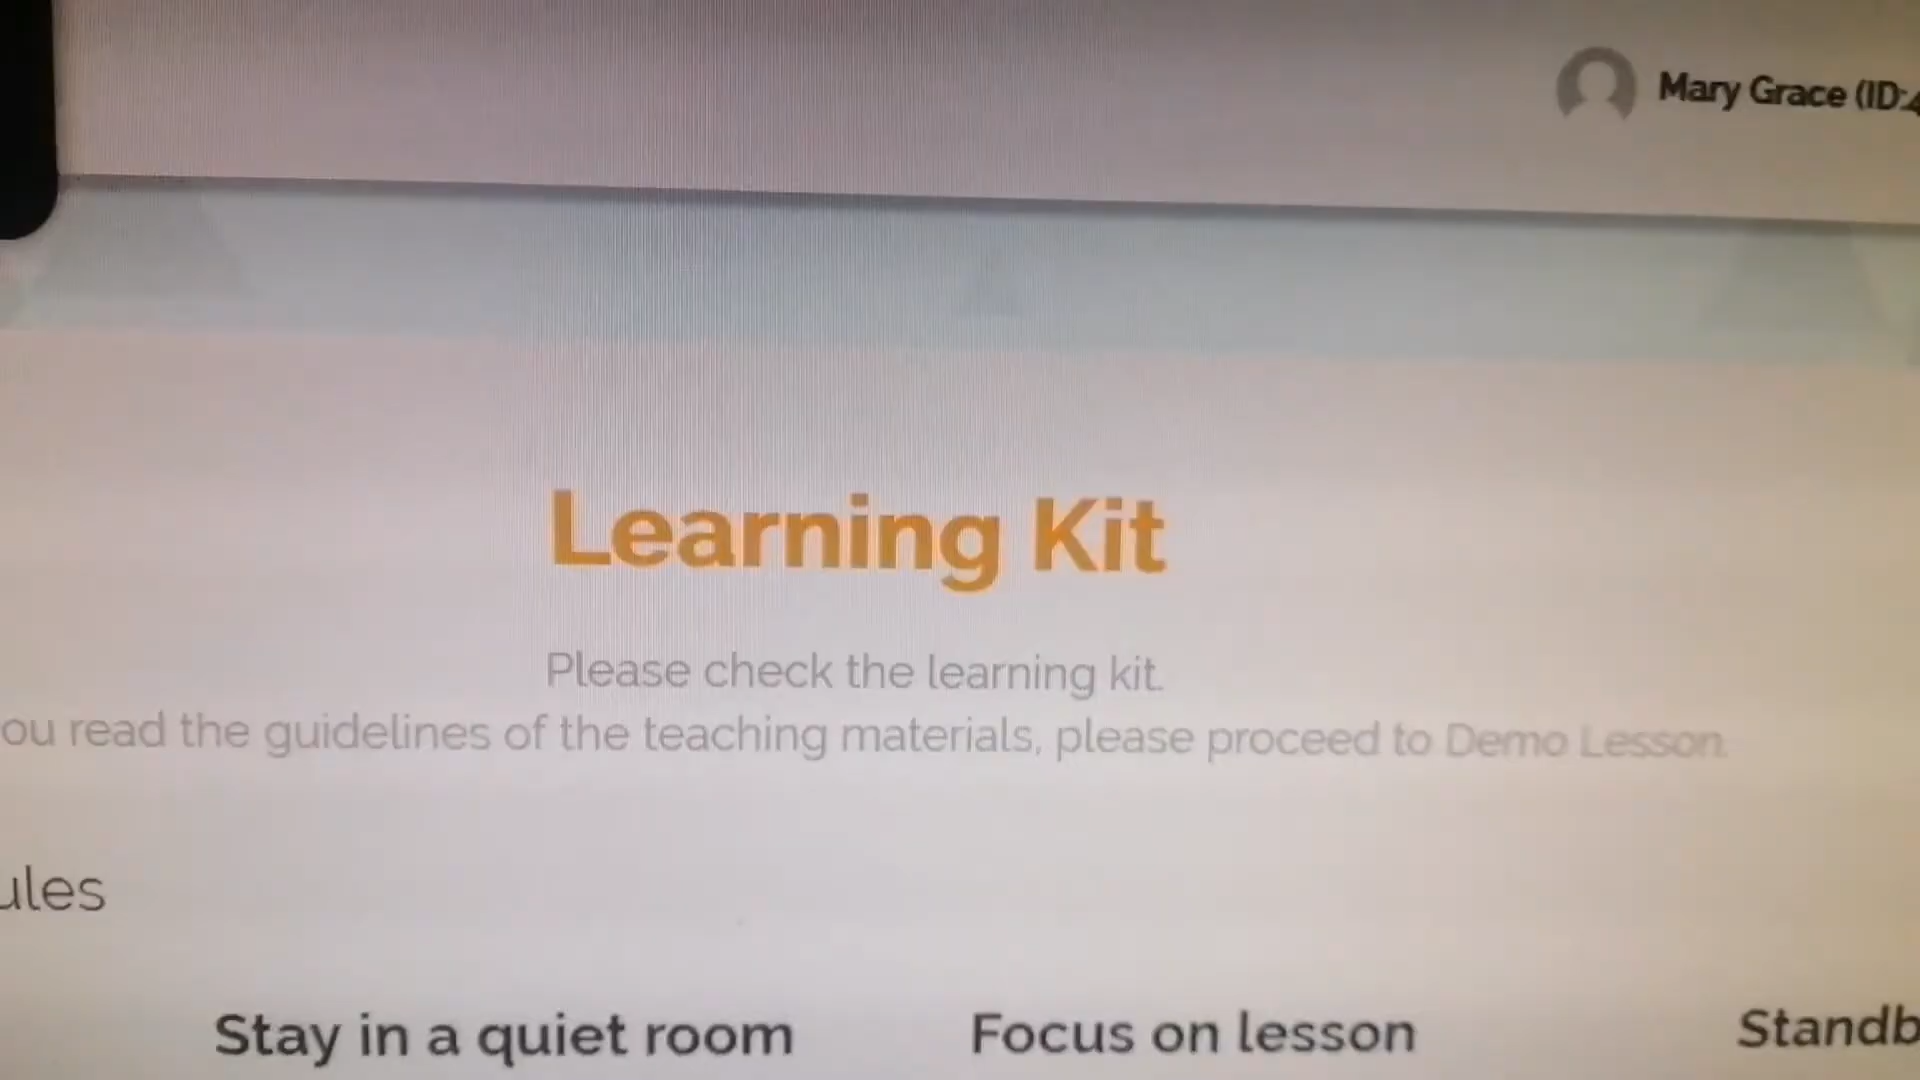 Mary Grace (ID:
Learning Kit
Please check the learning kit.
ou read the guidelines of the teaching materials, please proceed to Demo Lesson.
ules
Stay in a quiet room
Focus on lesson
Standb